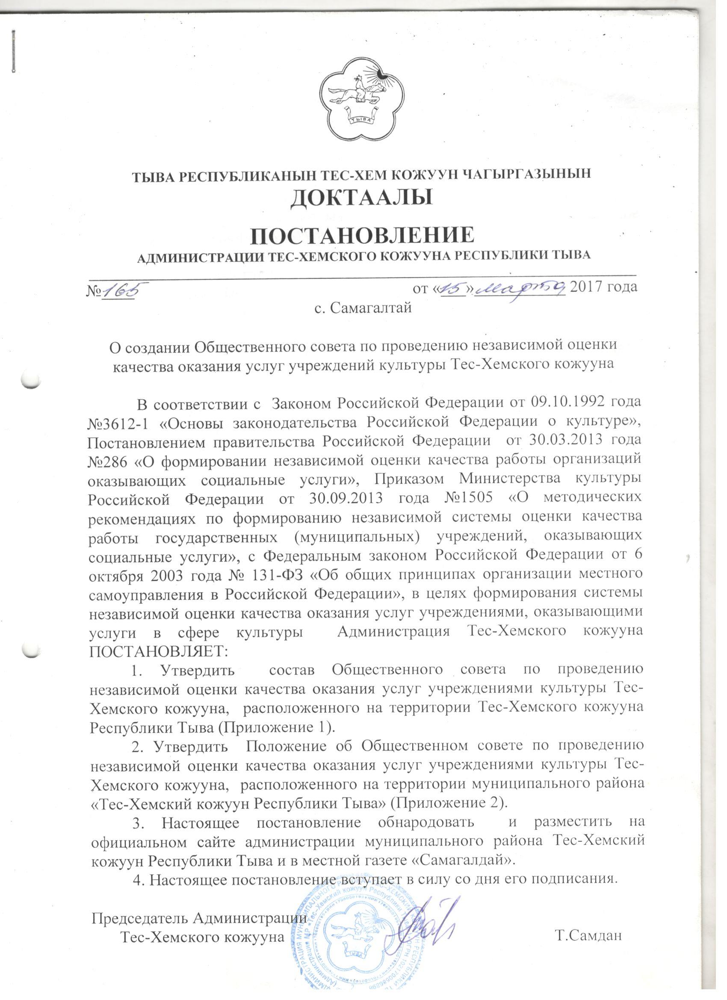 ТЫВА
ТЫВА РЕСПУБЛИКАНЫН ТЕС-ХЕМ КОЖУУН ЧАГЫРГАЗЫНЫН
ДОКТААЛЫ
ПОСТАНОВЛЕНИЕ
АДМИНИСТРАЦИИ ТЕС-ХЕМСКОГО КОЖУУНА РЕСПУБЛИКИ ТЫВА
№165 от «15» марта 2017 года
с. Самагалтай
О создании Общественного совета по проведению независимой оценки
качества оказания услуг учреждений культуры Тес-Хемского кожууна
В соответствии с Законом Российской Федерации от 09.10.1992 года
№3612-1 «Основы законодательства Российской Федерации о культуре»,
Постановлением правительства Российской Федерации от 30.03.2013 года
№286 «О формировании независимой оценки качества работы организаций
оказывающих социальные услуги», Приказом Министерства культуры
Российской Федерации от 30.09.2013 года №1505 «О методических
рекомендациях по формированию независимой системы оценки качества
работы государственных (муниципальных) учреждений, оказывающих
социальные услуги», с Федеральным законом Российской Федерации от 6
октября 2003 года № 131-ФЗ «Об общих принципах организации местного
самоуправления в Российской Федерации», в целях формирования системы
независимой оценки качества оказания услуг учреждениями, оказывающими
услуги в сфере культуры Администрация Тес-Хемского кожууна
ПОСТАНОВЛЯЕТ:
1. Утвердить состав Общественного совета по проведению
независимой оценки качества оказания услуг учреждениями культуры Тес-
Хемского кожууна, расположенного на территории Тес-Хемского кожууна
Республики Тыва (Приложение 1).
2. Утвердить Положение об Общественном совете по проведению
независимой оценки качества оказания услуг учреждениями культуры Тес-
Хемского кожууна, расположенного на территории муниципального района
«Тес-Хемский кожуун Республики Тыва» (Приложение 2).
3. Настоящее постановление обнародовать и разместить на
официальном сайте администрации муниципального района Тес-Хемский
кожуун Республики Тыва и в местной газете «Самагалдай».
4. Настоящее постановление вступает в силу со дня его подписания.
Председатель Администрации
Тес-Хемского кожууна Т.Самдан
ТЫВА